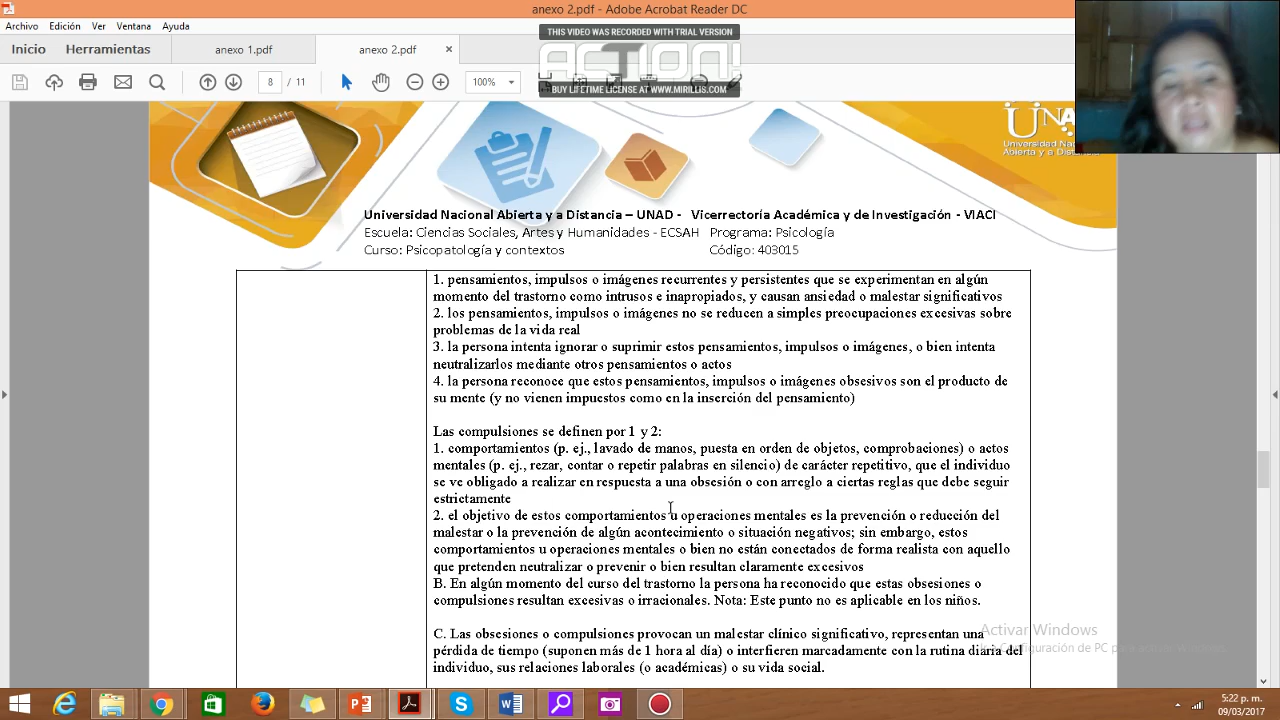 anexo 2.pdf - Adobe Acrobat Reader DC
Archivo Edición Ver Ventana Ayuda
THIS VIDEO WAS RECORDED WITH TRIAL VERSION
ACTION!
BUY LIFETIME LICENSE AT WWW.MIRILLIS.COM
Inicio Herramientas anexo 1.pdf anexo 2.pdf ×
8 / 11 100%
Universidad Nacional
Abierta y a Distancia
Universidad Nacional Abierta y a Distancia – UNAD - Vicerrectoría Académica y de Investigación - VIACI
Escuela: Ciencias Sociales, Artes y Humanidades - ECSAH Programa: Psicología
Curso: Psicopatología y contextos Código: 403015
1. pensamientos, impulsos o imágenes recurrentes y persistentes que se experimentan en algún
momento del trastorno como intrusos e inapropiados, y causan ansiedad o malestar significativos
2. los pensamientos, impulsos o imágenes no se reducen a simples preocupaciones excesivas sobre
problemas de la vida real
3. la persona intenta ignorar o suprimir estos pensamientos, impulsos o imágenes, o bien intenta
neutralizarlos mediante otros pensamientos o actos
4. la persona reconoce que estos pensamientos, impulsos o imágenes obsesivos son el producto de
su mente (y no vienen impuestos como en la inserción del pensamiento)
Las compulsiones se definen por 1 y 2:
1. comportamientos (p. ej., lavado de manos, puesta en orden de objetos, comprobaciones) o actos
mentales (p. ej., rezar, contar o repetir palabras en silencio) de carácter repetitivo, que el individuo
se ve obligado a realizar en respuesta a una obsesión o con arreglo a ciertas reglas que debe seguir
estrictamente
2. el objetivo de estos comportamientos u operaciones mentales es la prevención o reducción del
malestar o la prevención de algún acontecimiento o situación negativos; sin embargo, estos
comportamientos u operaciones mentales o bien no están conectados de forma realista con aquello
que pretenden neutralizar o prevenir o bien resultan claramente excesivos
B. En algún momento del curso del trastorno la persona ha reconocido que estas obsesiones o
compulsiones resultan excesivas o irracionales. Nota: Este punto no es aplicable en los niños.
C. Las obsesiones o compulsiones provocan un malestar clínico significativo, representan una
pérdida de tiempo (suponen más de 1 hora al día) o interfieren marcadamente con la rutina diaria del
individuo, sus relaciones laborales (o académicas) o su vida social.
Activar Windows
Configuración de PC para activar Windows
5:22 p. m.
09/03/2017